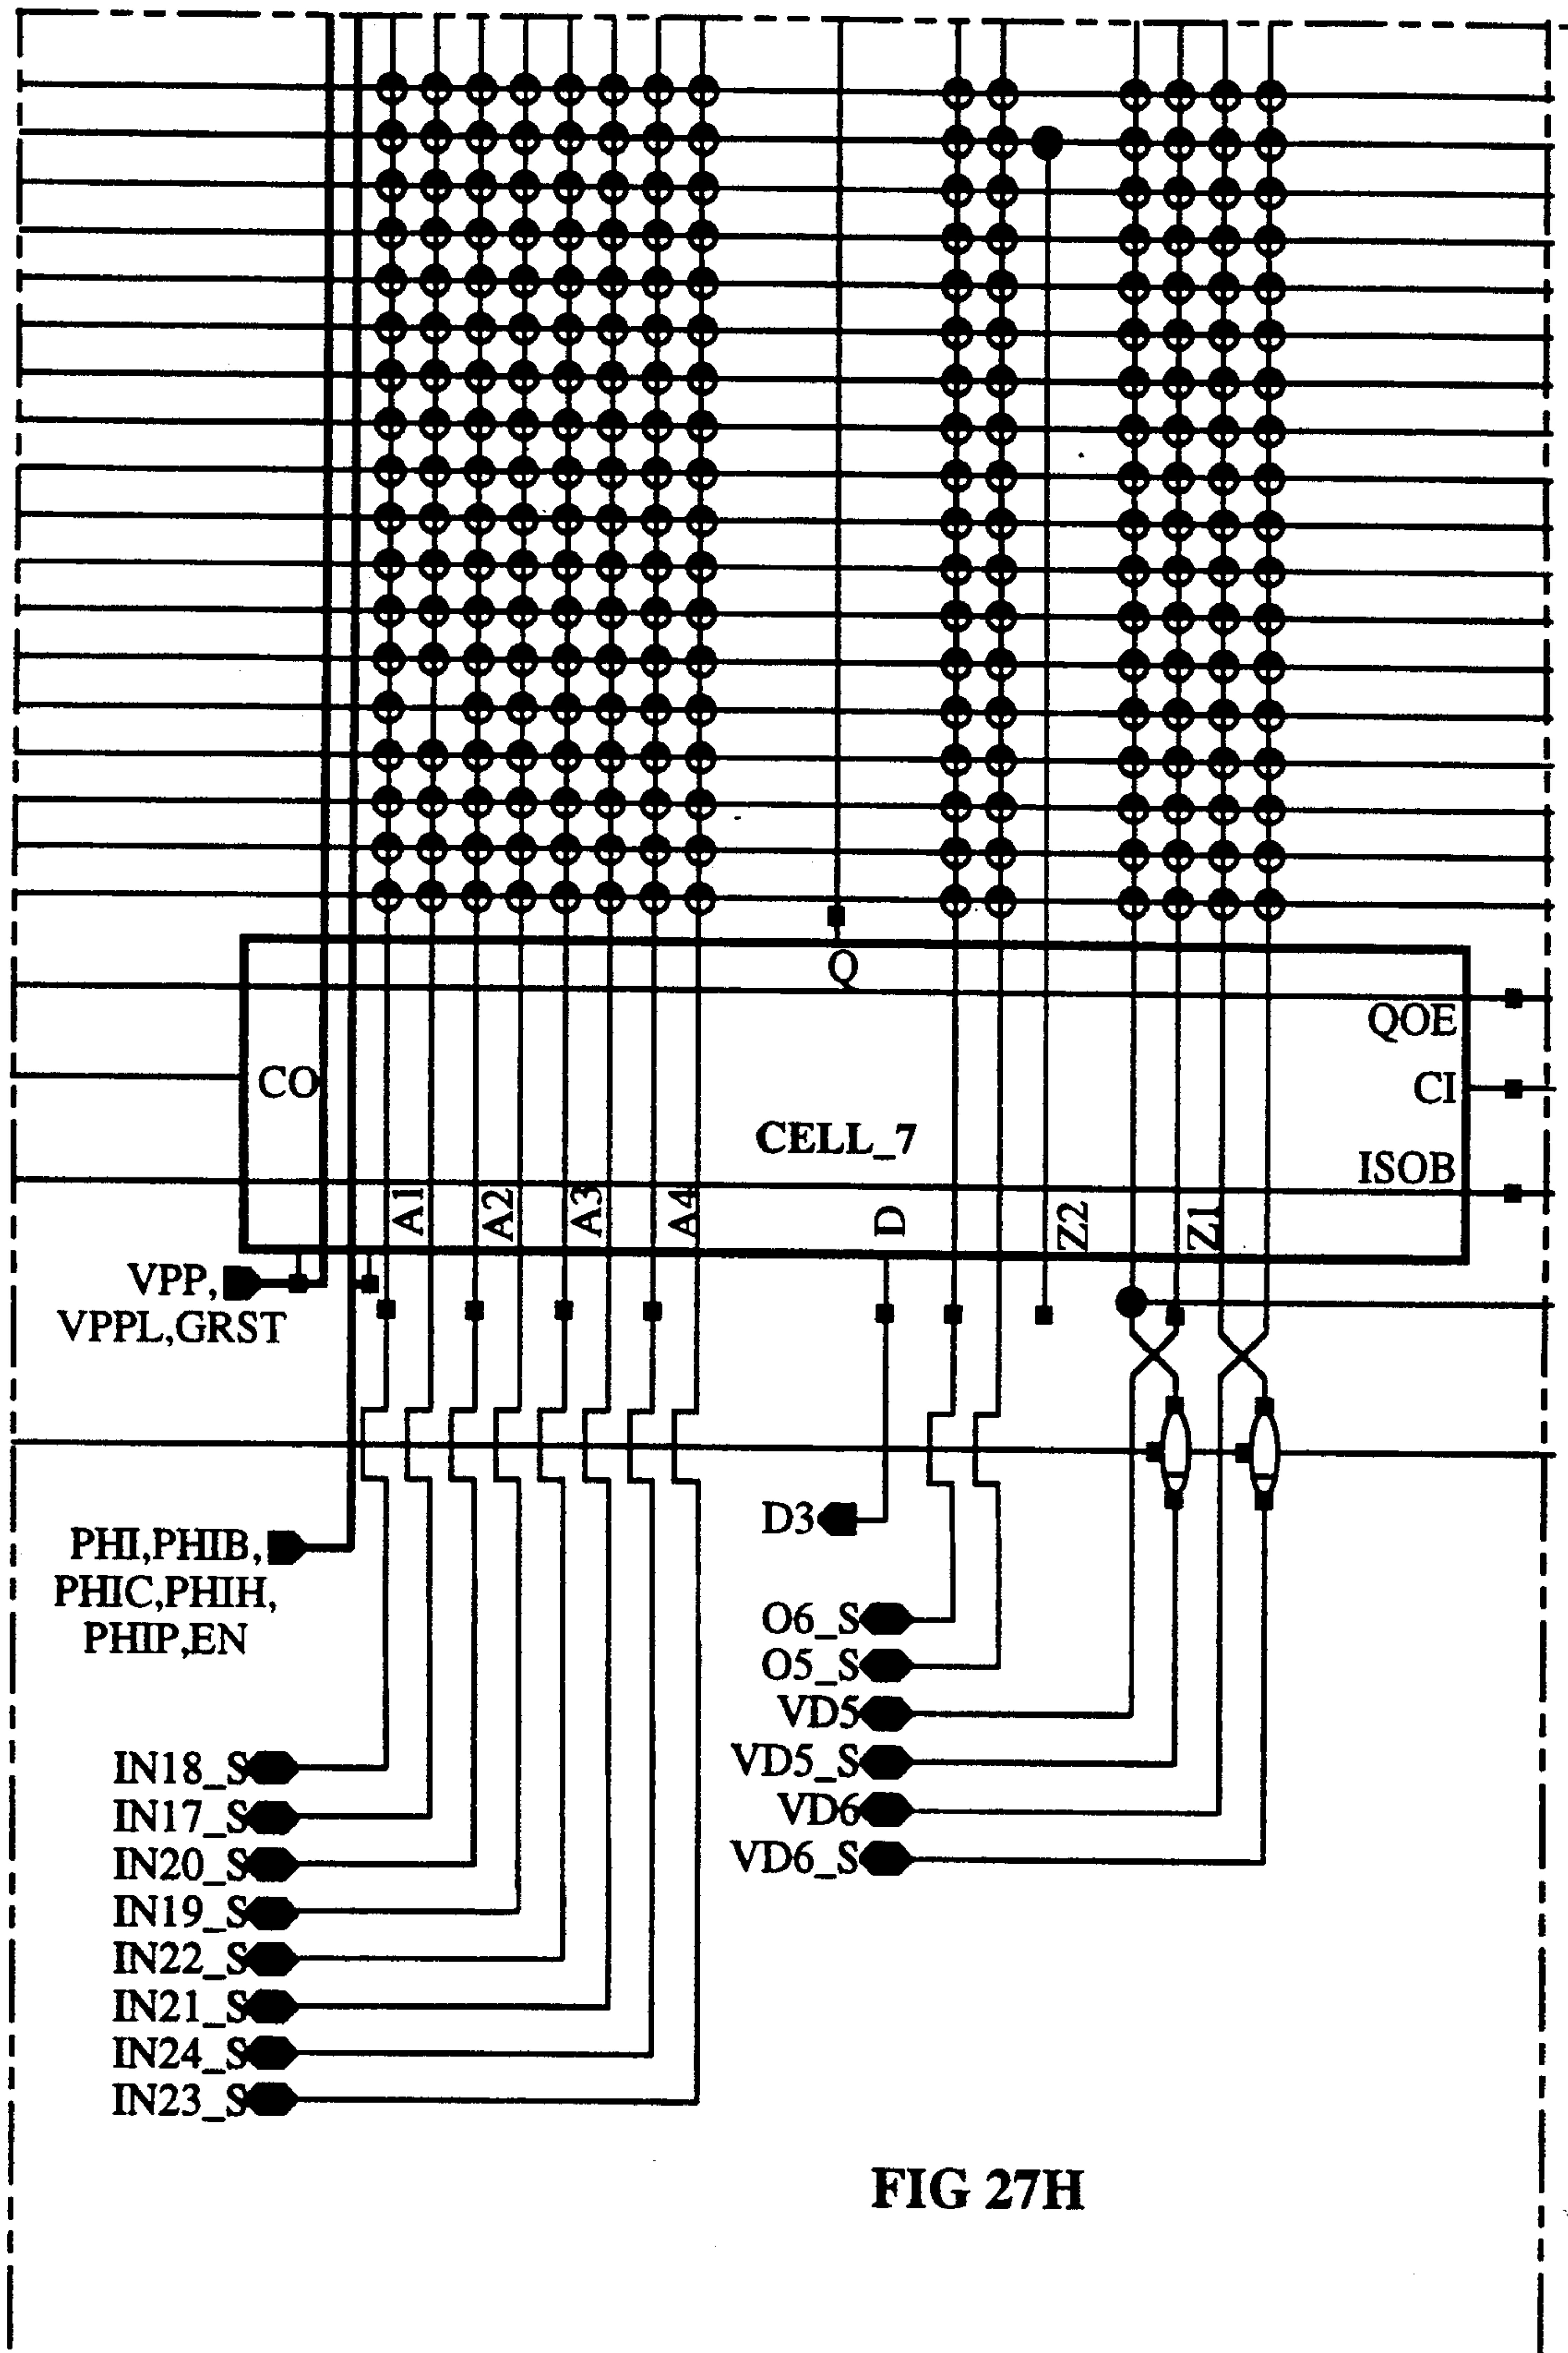 Q
QOE
CO
CI
CELL_7
ISOB
A1
A2
A3
A4
D
Z2
Z1
VPP,
VPPL,GRST
D3
PHI,PHIB,
PHIC,PHIH,
PHIP,EN
O6_S
O5_S
VD5
VD5_S
VD6
VD6_S
IN18_S
IN17_S
IN20_S
IN19_S
IN22_S
IN21_S
IN24_S
IN23_S
FIG 27H